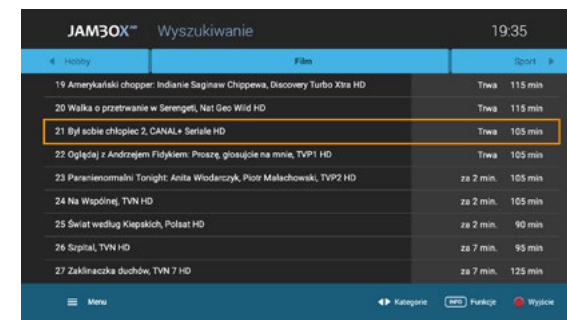 JAMBOX HD Wyszukiwanie 19:35
Hobby Film Sport
19 Amerykański chopper: Indianie Saginaw Chippewa, Discovery Turbo Xtra HD Trwa 115 min
20 Walka o przetrwanie w Serengeti, Nat Geo Wild HD Trwa 115 min
21 Był sobie chłopiec 2, CANAL+ Seriale HD Trwa 105 min
22 Oglądaj z Andrzejem Fidykiem: Proszę, głosujcie na mnie, TVP1 HD Trwa 105 min
23 Paranienormalni Tonight: Anita Włodarczyk, Piotr Małachowski, TVP2 HD za 2 min. 105 min
24 Na Wspólnej, TVN HD za 2 min. 105 min
25 Świat według Kiepskich, Polsat HD za 2 min. 90 min
26 Szpital, TVN HD za 7 min. 95 min
27 Zaklinaczka duchów, TVN 7 HD za 7 min. 125 min
Menu Kategorie INFO Funkcje Wyjście